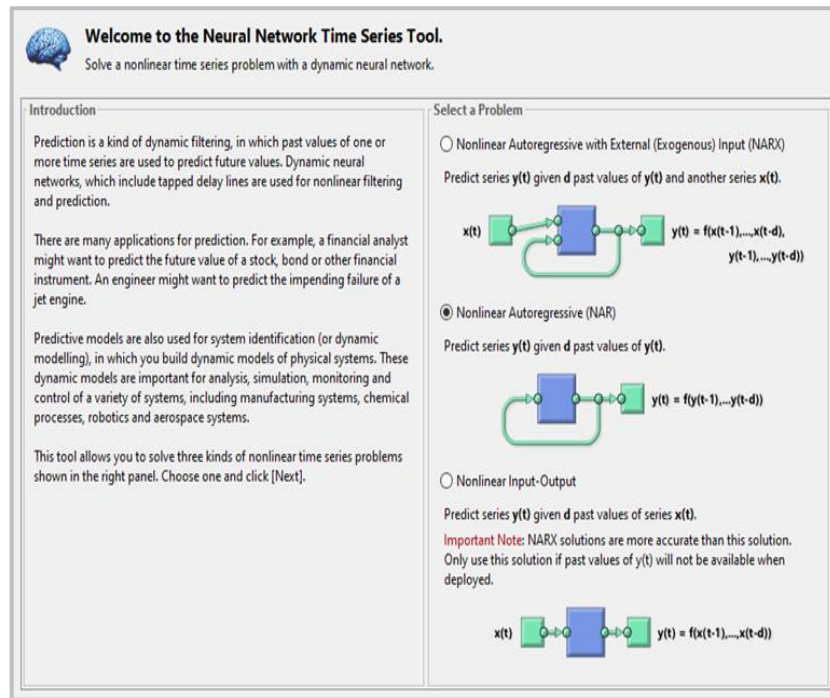 Welcome to the Neural Network Time Series Tool.
Solve a nonlinear time series problem with a dynamic neural network.
Introduction
Prediction is a kind of dynamic filtering, in which past values of one or
more time series are used to predict future values. Dynamic neural
networks, which include tapped delay lines are used for nonlinear filtering
and prediction.
There are many applications for prediction. For example, a financial analyst
might want to predict the future value of a stock, bond or other financial
instrument. An engineer might want to predict the impending failure of a
jet engine.
Predictive models are also used for system identification (or dynamic
modelling), in which you build dynamic models of physical systems. These
dynamic models are important for analysis, simulation, monitoring and
control of a variety of systems, including manufacturing systems, chemical
processes, robotics and aerospace systems.
This tool allows you to solve three kinds of nonlinear time series problems
shown in the right panel. Choose one and click [Next].
Select a Problem
Nonlinear Autoregressive with External (Exogenous) Input (NARX)
Predict series y(t) given d past values of y(t) and another series x(t).
x(t) y(t) = f(x(t-1),...,x(t-d),
y(t-1),...,y(t-d))
Nonlinear Autoregressive (NAR)
Predict series y(t) given d past values of y(t).
y(t) = f(y(t-1),...y(t-d))
Nonlinear Input-Output
Predict series y(t) given d past values of series x(t).
Important Note: NARX solutions are more accurate than this solution.
Only use this solution if past values of y(t) will not be available when
deployed.
x(t) y(t) = f(x(t-1),...,x(t-d))